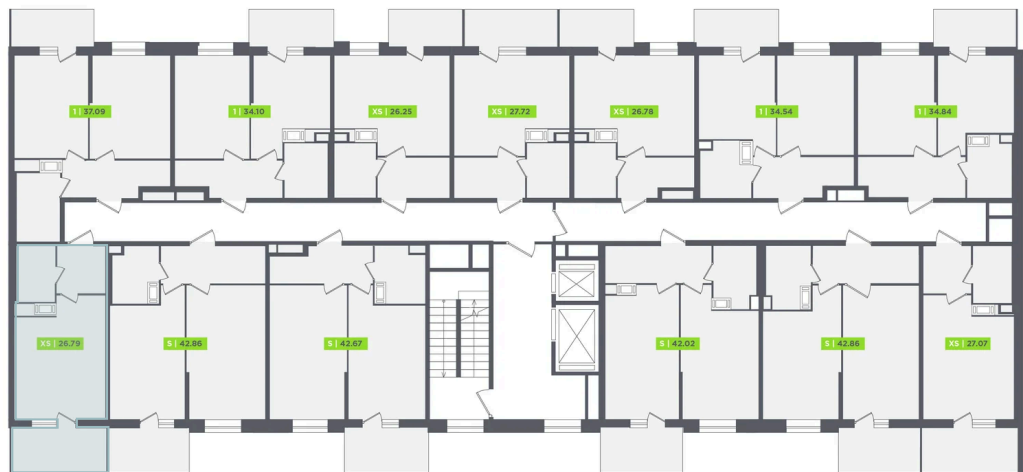 1 | 37.09
1 | 34.10
XS | 26.25
XS | 27.72
XS | 26.78
1 | 34.54
1 | 34.84
XS | 26.79
S | 42.86
S | 42.67
S | 42.02
S | 42.86
XS | 27.07